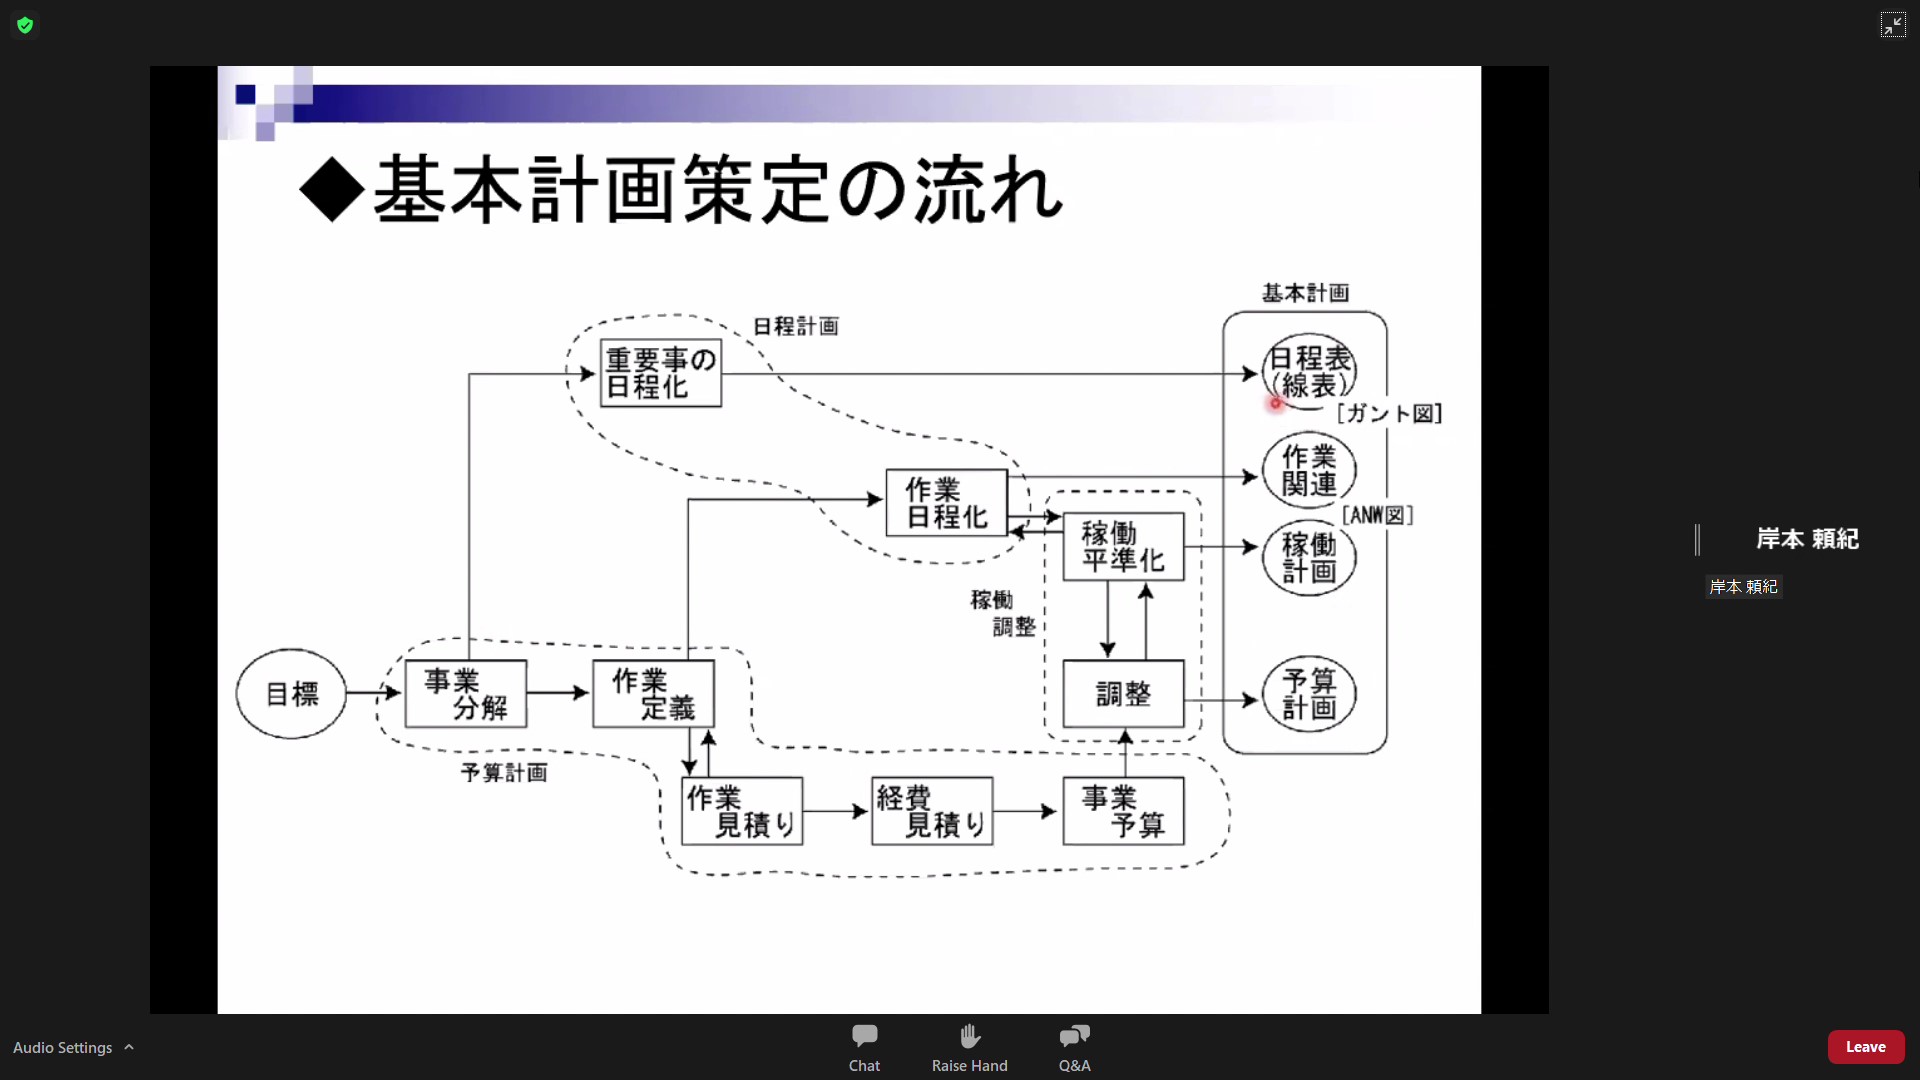 ◆基本計画策定の流れ
基本計画
日程計画
重要事の
日程化
日程表
(線表)
[ガント図]
作業
関連
[ANW図]
作業
日程化
稼働
平準化
稼働
計画
稼働
調整
目標
事業
分解
作業
定義
調整
予算
計画
予算計画
作業
見積り
経費
見積り
事業
予算
岸本 頼紀
岸本 頼紀
Audio Settings
Chat
Raise Hand
Q&A
Leave